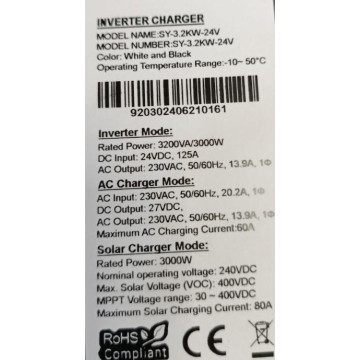 INVERTER CHARGER
MODEL NAME:SY-3.2KW-24V
MODEL NUMBER:SY-3.2KW-24V
Color: White and Black
Operating Temperature Range:-10~ 50°C
920302406210161
Inverter Mode:
Rated Power: 3200VA/3000W
DC Input: 24VDC, 125A
AC Output: 230VAC, 50/60HZ, 13.9A, 1Φ
AC Charger Mode:
AC Input: 230VAC, 50/60HZ, 20.2A, 1Φ
DC Output: 27VDC,
AC Output: 230VAC, 50/60HZ, 13.9A, 1Φ
Maximum AC Charging Current:60A
Solar Charger Mode:
Rated Power: 3000W
Nominal operating voltage: 240VDC
Max. Solar Voltage (VOC): 400VDC
MPPT Voltage range: 30 ~ 400VDC
Maximum Solar Charging Current: 80A
RoHS
Compliant
CE